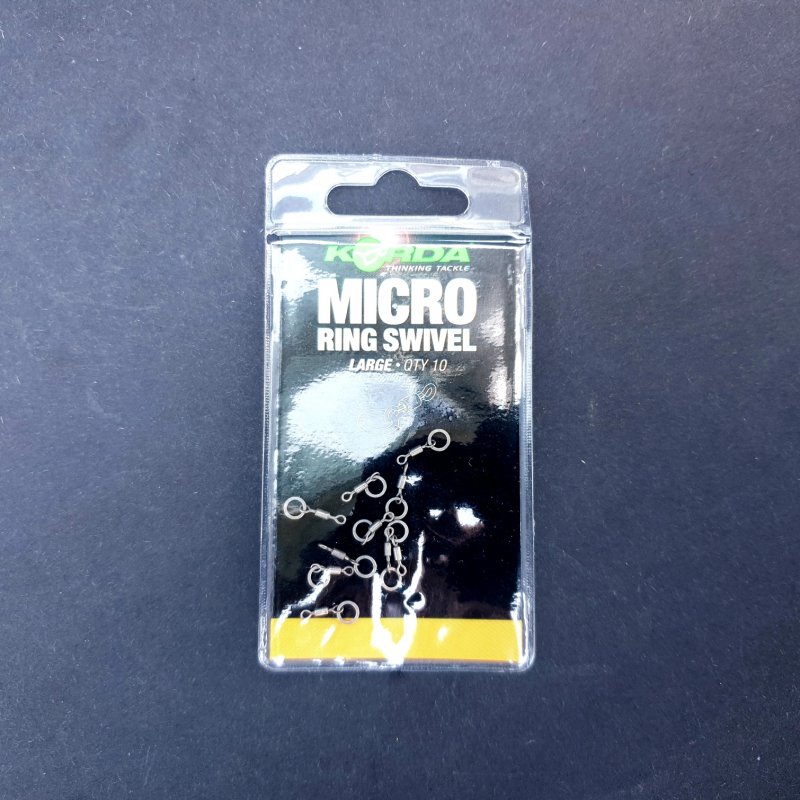 KORDA
THINKING TACKLE
MICRO
RING SWIVEL
LARGE • QTY 10